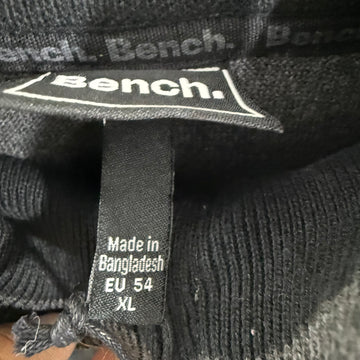 Bench. Bench. Bench
Bench.
Made in
Bangladesh
EU 54
XL